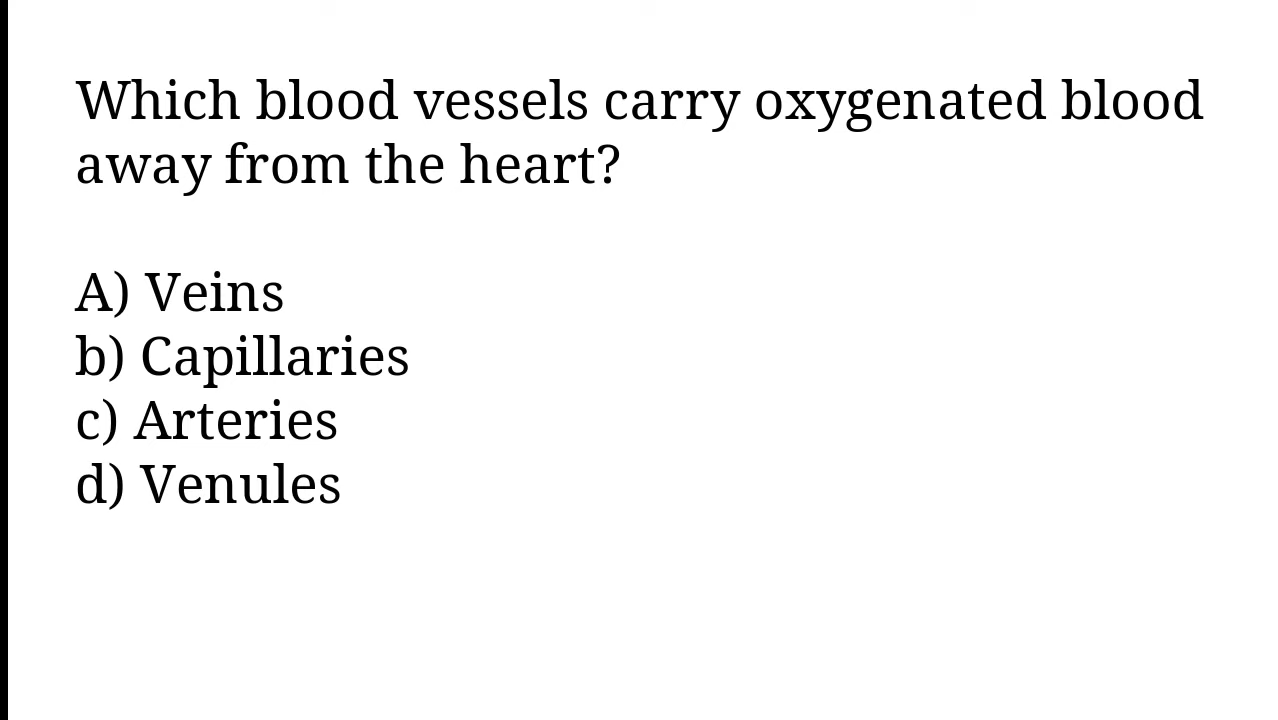 Which blood vessels carry oxygenated blood
away from the heart?
A) Veins
b) Capillaries
c) Arteries
d) Venules